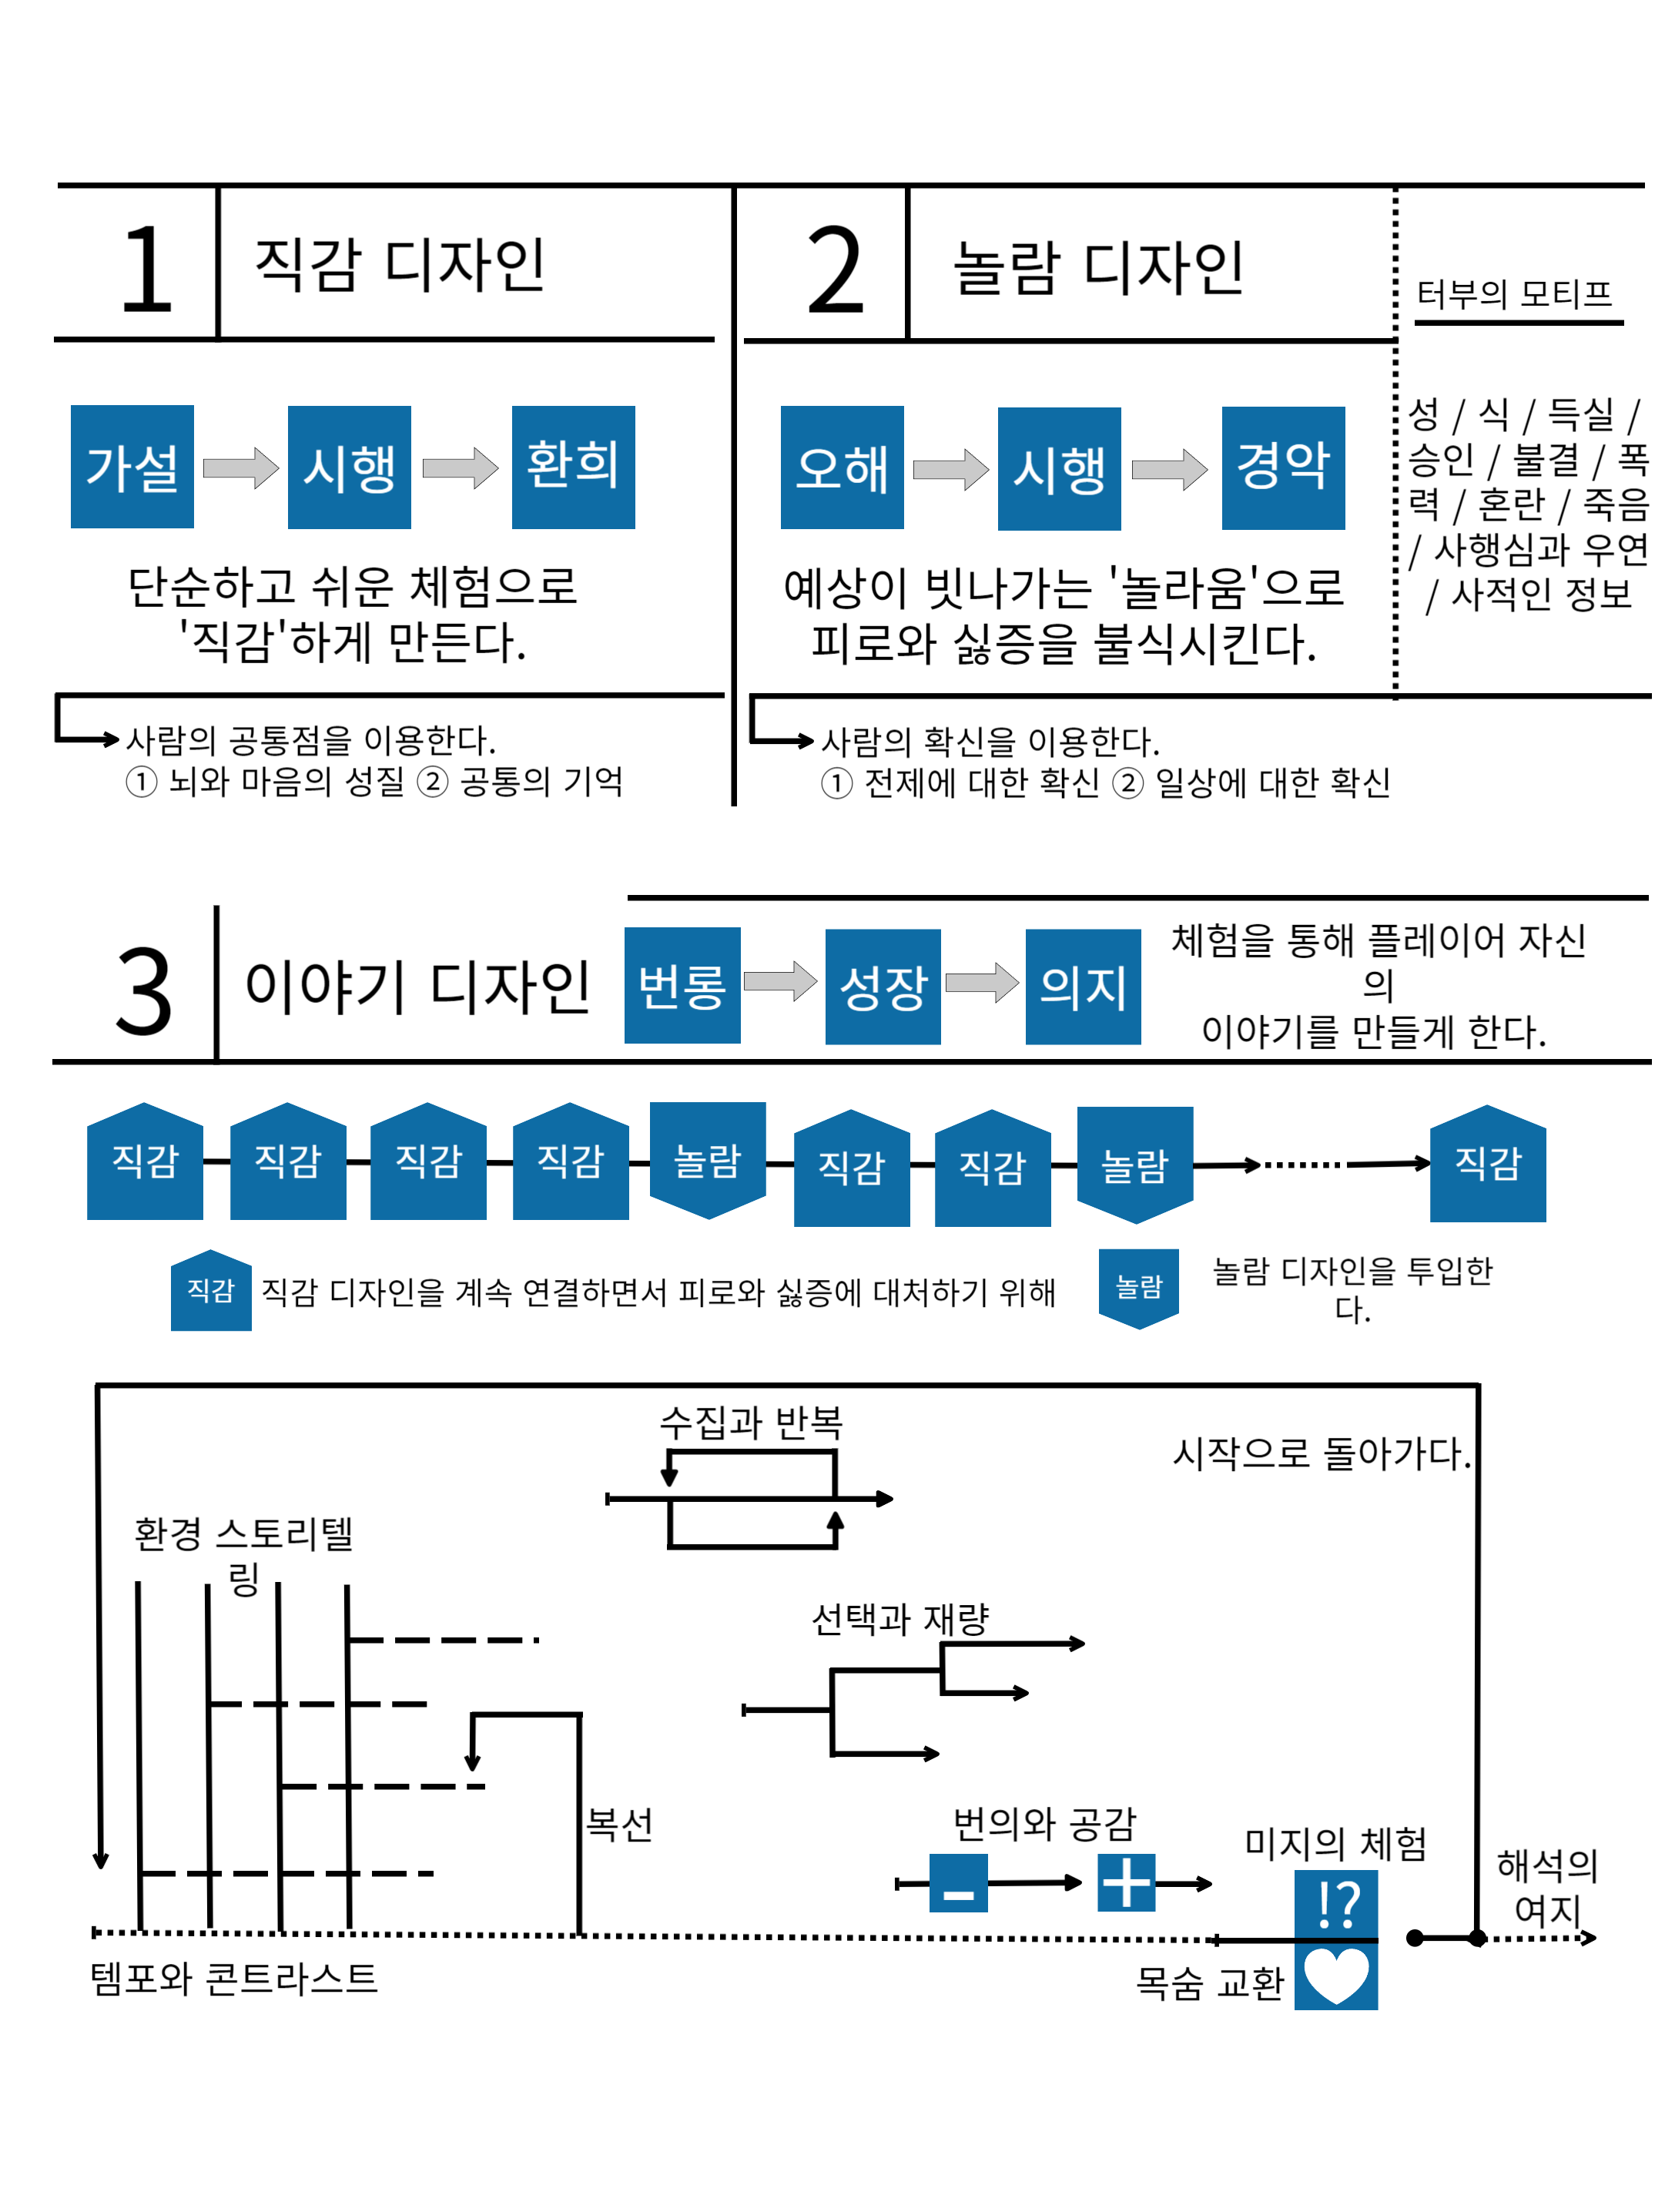 1
직감 디자인
가설
시행
환희
단순하고 쉬운 체험으로
'직감'하게 만든다.
사람의 공통점을 이용한다.
① 뇌와 마음의 성질 ② 공통의 기억
2
놀람 디자인
오해
시행
경악
예상이 빗나가는 '놀라움'으로
피로와 싫증을 불식시킨다.
사람의 확신을 이용한다.
① 전제에 대한 확신 ② 일상에 대한 확신
터부의 모티프
성 / 식 / 득실 /
승인 / 불결 / 폭
력 / 혼란 / 죽음
/ 사행심과 우연
/ 사적인 정보
3
이야기 디자인
번롱
성장
의지
체험을 통해 플레이어 자신
의
이야기를 만들게 한다.
직감
직감
직감
직감
놀람
직감
직감
놀람
직감
직감
직감 디자인을 계속 연결하면서 피로와 싫증에 대처하기 위해
놀람
놀람 디자인을 투입한
다.
수집과 반복
시작으로 돌아가다.
환경 스토리텔
링
선택과 재량
복선
번의와 공감
-
+
미지의 체험
!?
해석의
여지
템포와 콘트라스트
목숨 교환